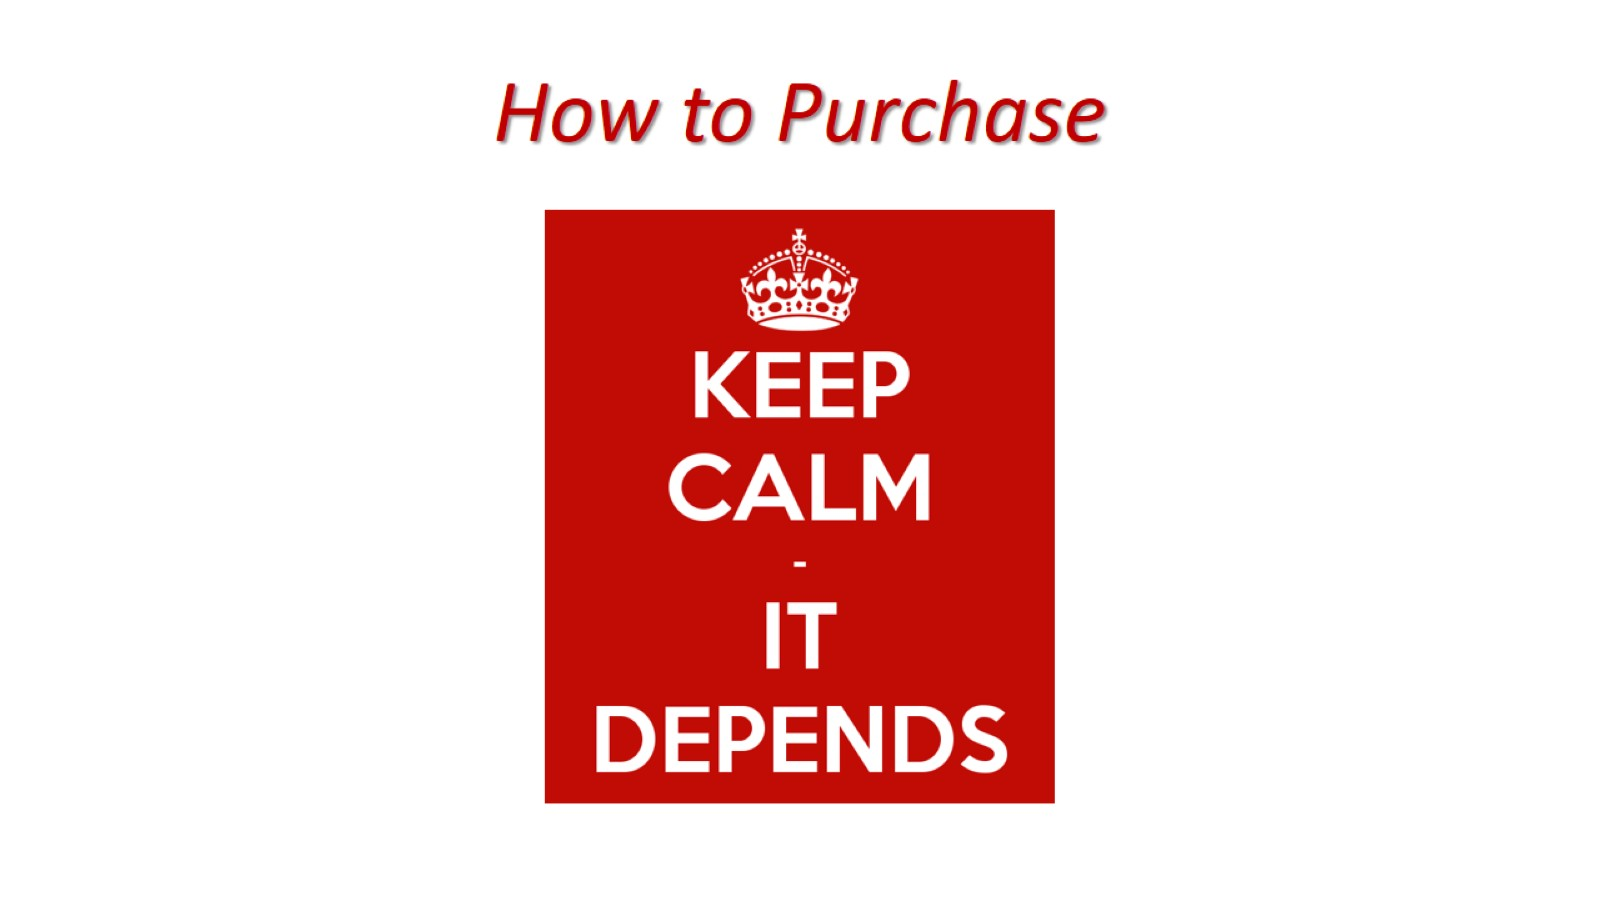 How to Purchase
KEEP
CALM
-
IT
DEPENDS